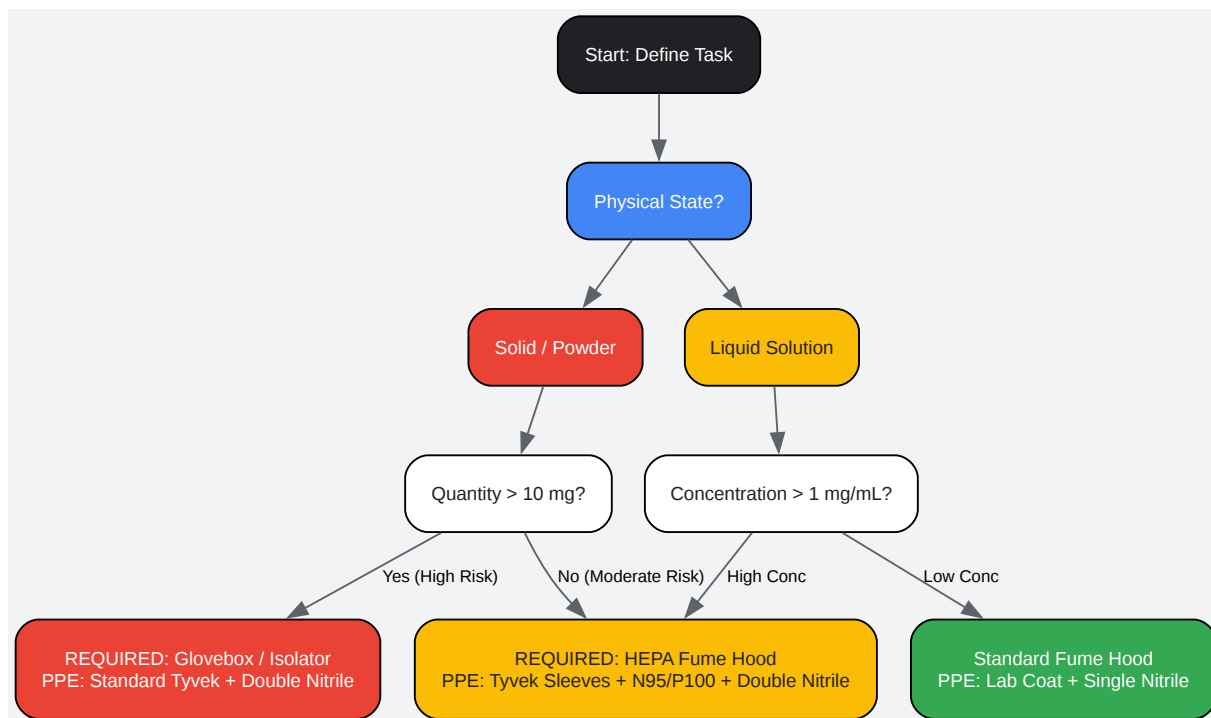 Start: Define Task
Physical State?
Solid / Powder
Liquid Solution
Quantity > 10 mg?
Concentration > 1 mg/mL?
Yes (High Risk)
No (Moderate Risk)
High Conc
Low Conc
REQUIRED: Glovebox / Isolator
PPE: Standard Tyvek + Double Nitrile
REQUIRED: HEPA Fume Hood
PPE: Tyvek Sleeves + N95/P100 + Double Nitrile
Standard Fume Hood
PPE: Lab Coat + Single Nitrile